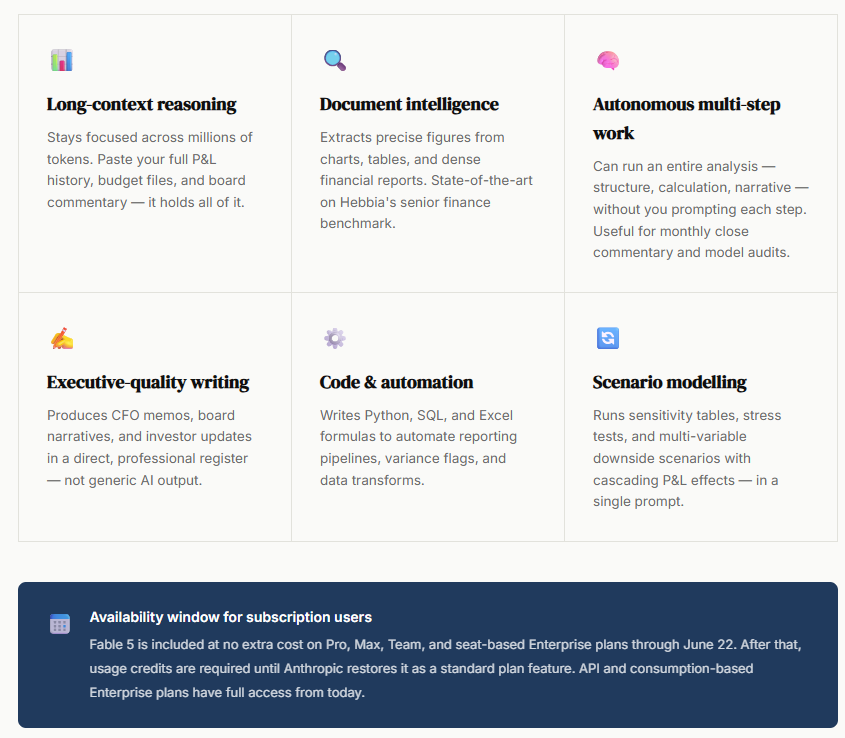 Long-context reasoning
Stays focused across millions of
tokens. Paste your full P&L
history, budget files, and board
commentary — it holds all of it.
Document intelligence
Extracts precise figures from
charts, tables, and dense
financial reports. State-of-the-art
on Hebbia's senior finance
benchmark.
Autonomous multi-step
work
Can run an entire analysis —
structure, calculation, narrative —
without you prompting each step.
Useful for monthly close
commentary and model audits.
Executive-quality writing
Produces CFO memos, board
narratives, and investor updates
in a direct, professional register
— not generic AI output.
Code & automation
Writes Python, SQL, and Excel
formulas to automate reporting
pipelines, variance flags, and
data transforms.
Scenario modelling
Runs sensitivity tables, stress
tests, and multi-variable
downside scenarios with
cascading P&L effects — in a
single prompt.
Availability window for subscription users
Fable 5 is included at no extra cost on Pro, Max, Team, and seat-based Enterprise plans through June 22. After that,
usage credits are required until Anthropic restores it as a standard plan feature. API and consumption-based
Enterprise plans have full access from today.